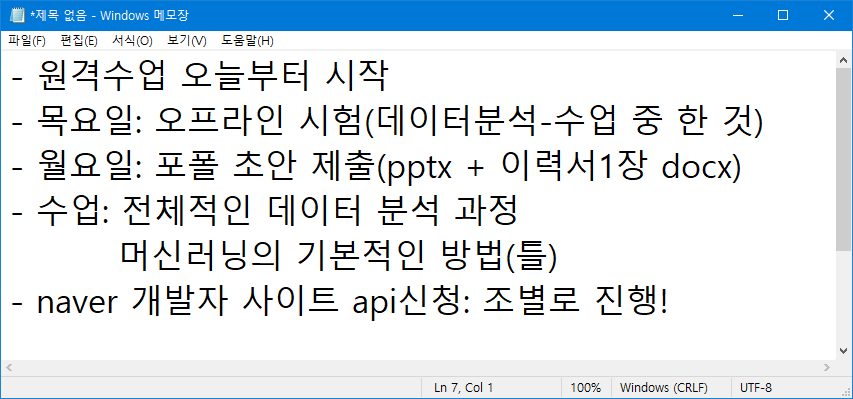 *제목 없음 - Windows 메모장
파일(F) 편집(E) 서식(O) 보기(V) 도움말(H)
- 원격수업 오늘부터 시작
- 목요일: 오프라인 시험(데이터분석-수업 중 한 것)
- 월요일: 포폴 초안 제출(pptx + 이력서1장 docx)
- 수업: 전체적인 데이터 분석 과정
머신러닝의 기본적인 방법(틀)
- naver 개발자 사이트 api신청: 조별로 진행!
Ln 7, Col 1 100% Windows (CRLF) UTF-8